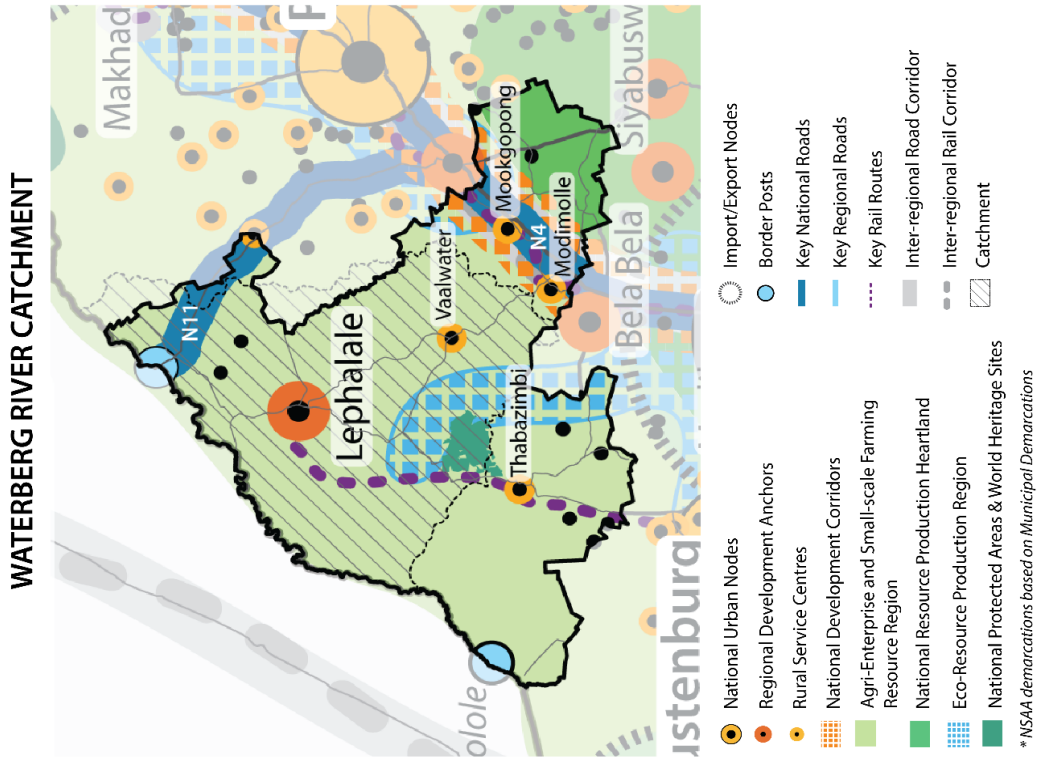 WATERBERG RIVER CATCHMENT
Makhad
P
N11
Lephalale
Vaalwater
Mookgopong
N4
Modimolle
Thabazimbi
Bela Bela
Siyabusw
olole
ustenburg
National Urban Nodes
Regional Development Anchors
Rural Service Centres
National Development Corridors
Agri-Enterprise and Small-scale Farming
Resource Region
National Resource Production Heartland
Eco-Resource Production Region
National Protected Areas & World Heritage Sites
Import/Export Nodes
Border Posts
Key National Roads
Key Regional Roads
Key Rail Routes
Inter-regional Road Corridor
Inter-regional Rail Corridor
Catchment
* NSAA demarcations based on Municipal Demarcations